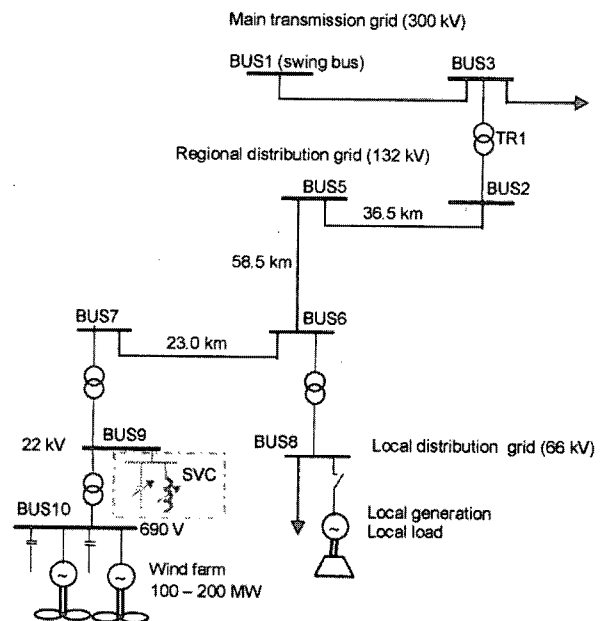 Main transmission grid (300 kV)
BUS1 (swing bus)
BUS3
TR1
Regional distribution grid (132 kV)
BUS5
BUS2
36.5 km
58.5 km
BUS7
BUS6
23.0 km
22 kV
BUS9
BUS8
Local distribution grid (66 kV)
SVC
BUS10
690 V
Local generation
Local load
Wind farm
100 – 200 MW
~
~
~